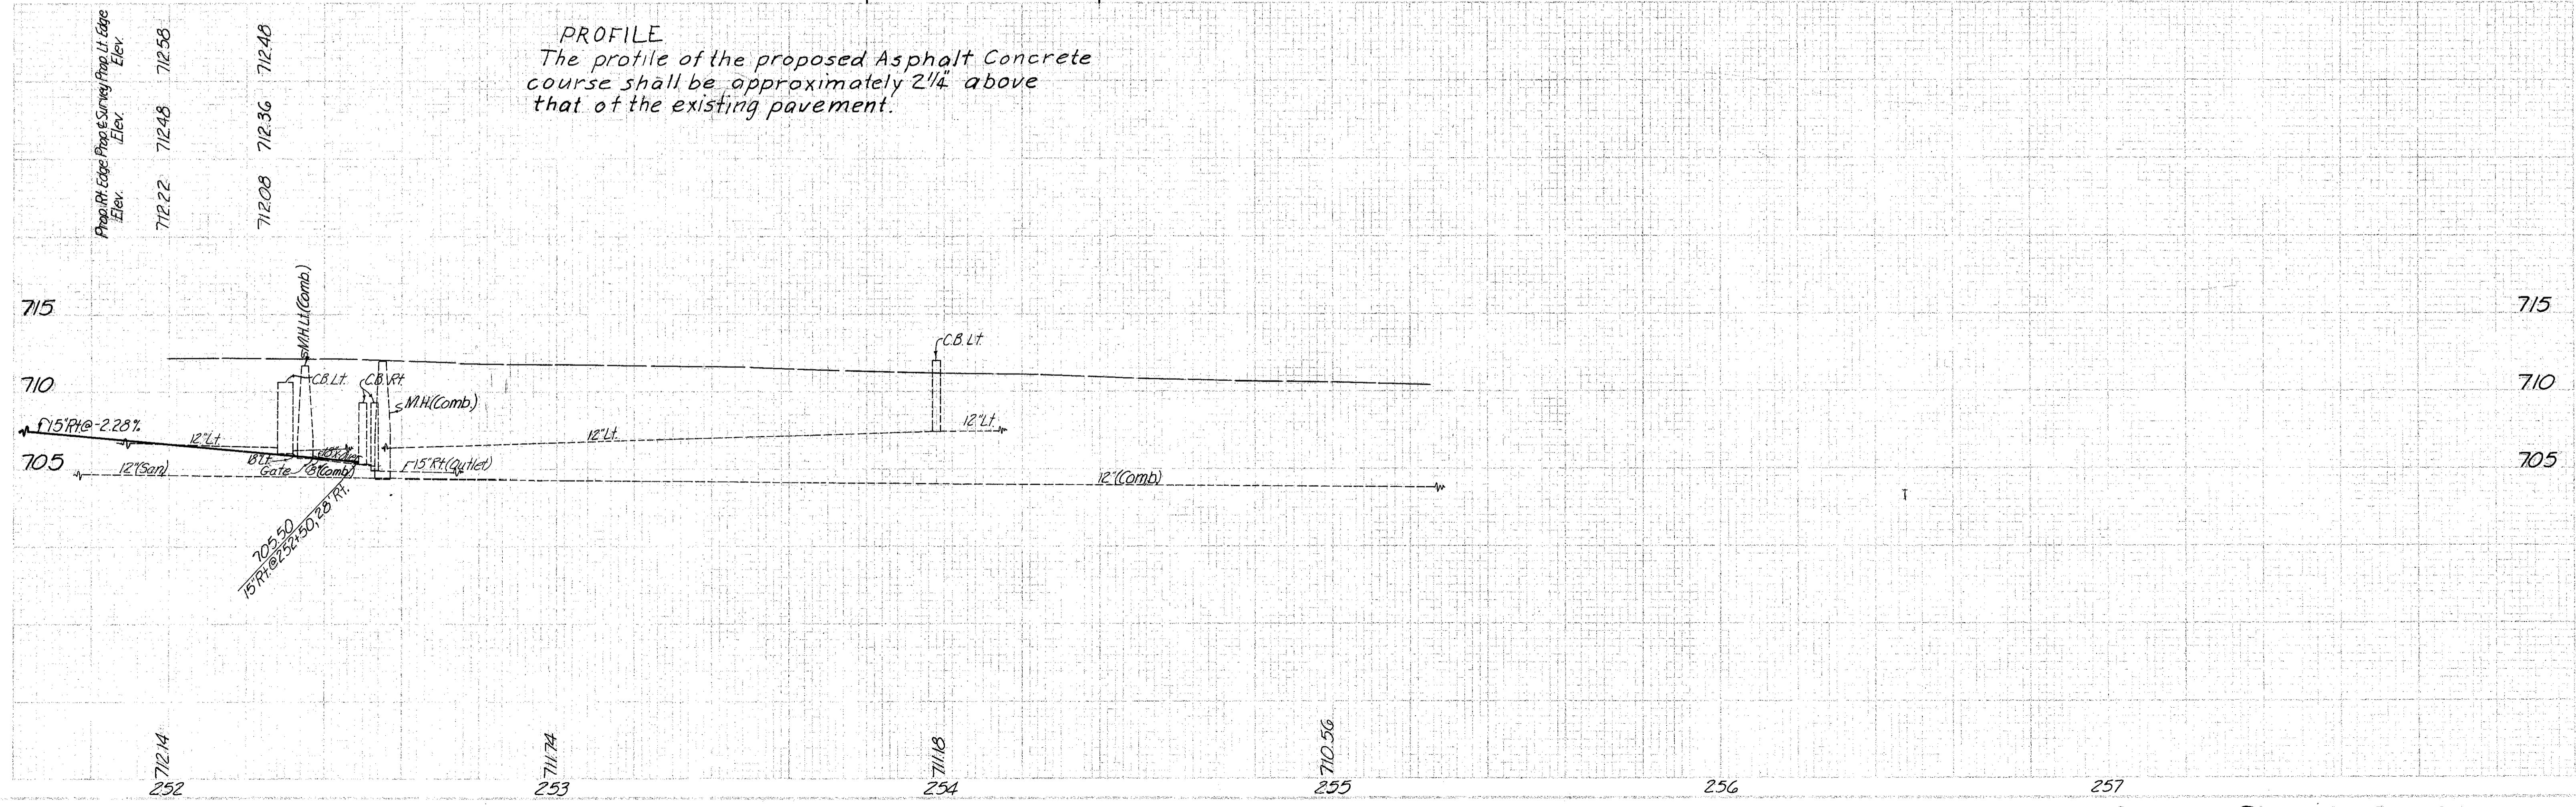 Prop. Lt. Edge
Elev.
712.58
712.48
Prop. ℄ Survey
Elev.
712.48
712.36
Prop. Rt. Edge
Elev.
712.22
712.08
PROFILE
The profile of the proposed Asphalt Concrete
course shall be approximately 2¼" above
that of the existing pavement.
715
715
M.H. Lt. (Comb.)
C.B. Lt.
710
710
C.B. Lt.
C.B. Rt.
M.H. (Comb.)
15" Rt. @ -2.28%
12" Lt.
12" Lt.
12" Lt.
705
705
12" (San)
18" Lt.
Gate
(Comb.)
15" Rt. (Outlet)
12" (Comb.)
705.50
15" Rt. @ 252+50, 28' Rt.
712.14
711.74
711.18
710.56
252
253
254
255
256
257